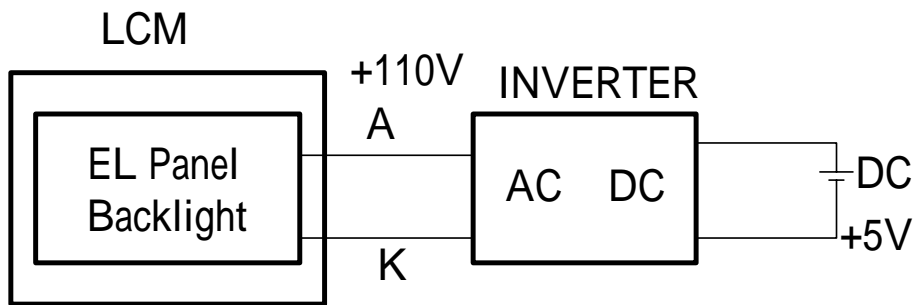 LCM
+110V
INVERTER
A
EL Panel
Backlight
AC DC
DC
+5V
K